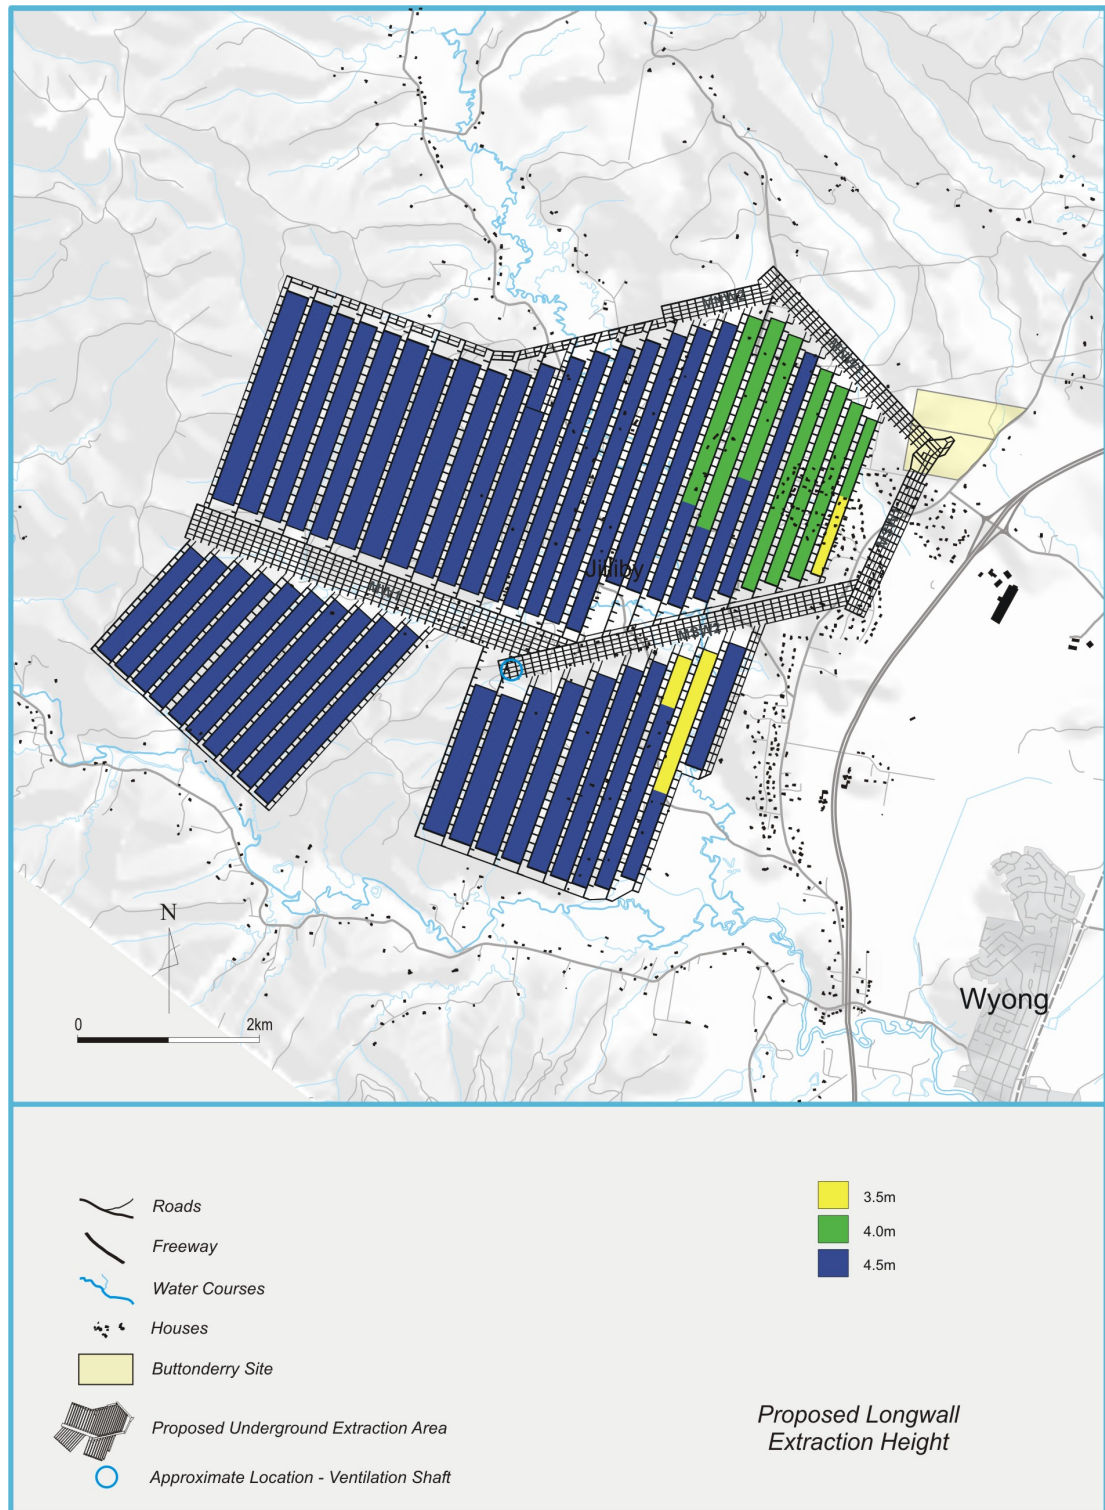 Jilliby
N
0
2km
Wyong
Roads
Freeway
Water Courses
Houses
Buttonderry Site
Proposed Underground Extraction Area
Approximate Location - Ventilation Shaft
3.5m
4.0m
4.5m
Proposed Longwall
Extraction Height